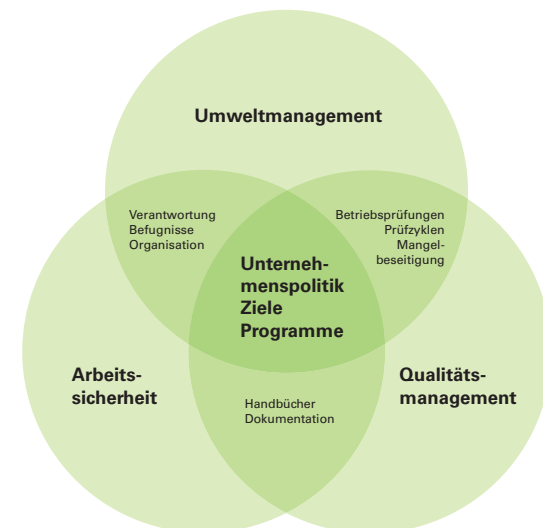 Umweltmanagement
Verantwortung
Befugnisse
Organisation
Betriebsprüfungen
Prüfzyklen
Mangel-
beseitigung
Unterneh-
menspolitik
Ziele
Programme
Arbeits-
sicherheit
Qualitäts-
management
Handbücher
Dokumentation